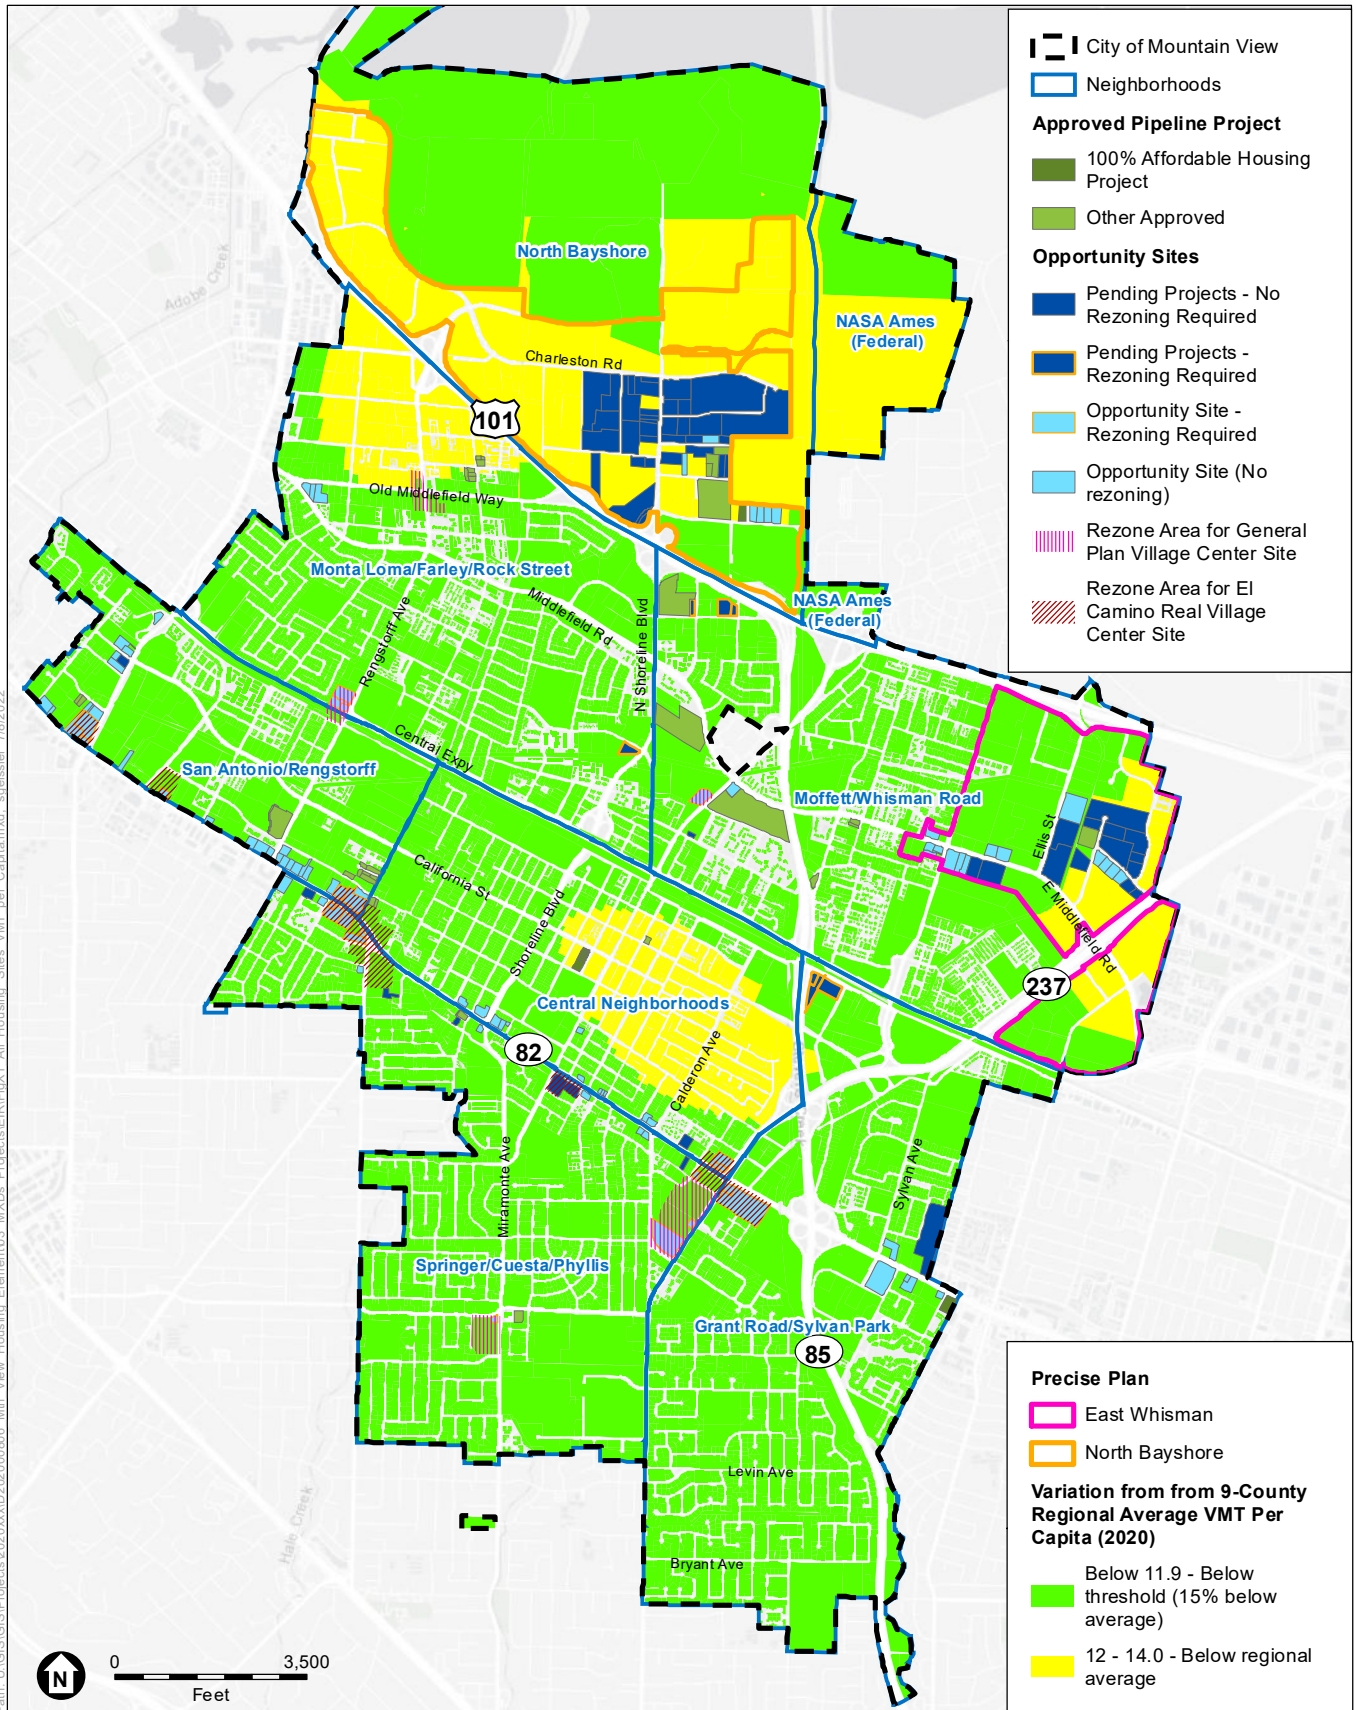 City of Mountain View
Neighborhoods
Approved Pipeline Project
100% Affordable Housing
Project
Other Approved
Opportunity Sites
Pending Projects - No
Rezoning Required
Pending Projects -
Rezoning Required
Opportunity Site -
Rezoning Required
Opportunity Site (No
rezoning)
Rezone Area for General
Plan Village Center Site
Rezone Area for El
Camino Real Village
Center Site
North Bayshore
Adobe Creek
NASA Ames
(Federal)
Charleston Rd
101
Old Middlefield Way
Monta Loma/Farley/Rock Street
Middlefield Rd
Rengstorff Ave
N Shoreline Blvd
NASA Ames
(Federal)
Central Expy
San Antonio/Rengstorff
Moffett/Whisman Road
Ellis St
California St
E Middlefield Rd
Shoreline Blvd
237
Central Neighborhoods
82
Calderon Ave
Miramonte Ave
Sylvan Ave
Springer/Cuesta/Phyllis
Grant Road/Sylvan Park
85
Levin Ave
Hale Creek
Bryant Ave
Precise Plan
East Whisman
North Bayshore
Variation from from 9-County
Regional Average VMT Per
Capita (2020)
Below 11.9 - Below
threshold (15% below
average)
12 - 14.0 - Below regional
average
N
0 3,500
Feet